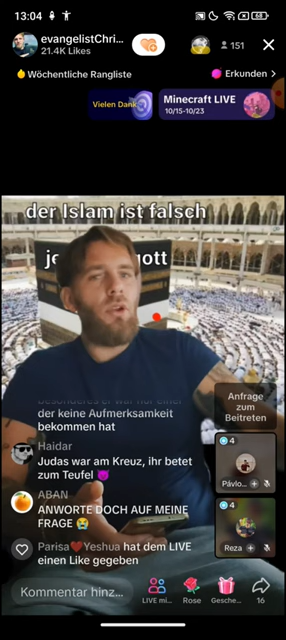 13:04
68
evangelistChri...
21.4K Likes
151
Wöchentliche Rangliste
Erkunden >
Vielen Dank
Minecraft LIVE
10/15-10/23
der Islam ist falsch
gott
der keine Aufmerksamkeit
bekommen hat
Anfrage
zum
Beitreten
Haidar
Judas war am Kreuz, ihr betet
zum Teufel 😈
4
Pávlo...
ABAN
ANWORTE DOCH AUF MEINE
FRAGE 😭
4
Reza
Parisa❤️Yeshua hat dem LIVE
einen Like gegeben
Kommentar hinz...
LIVE mi...
Rose
Gesche...
16